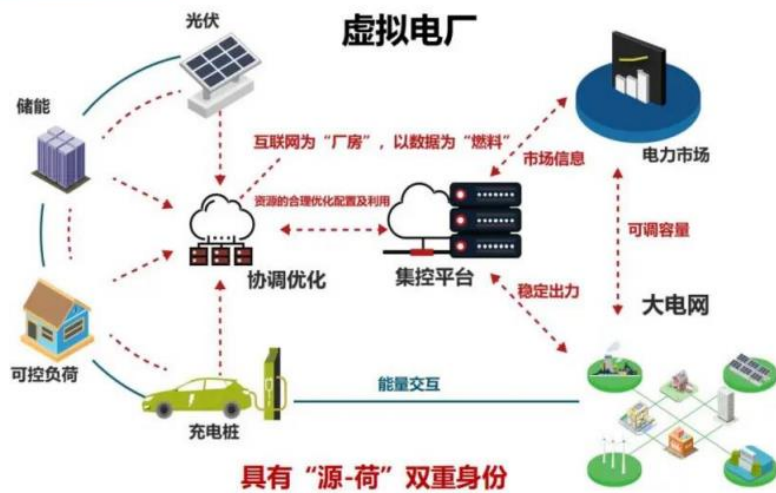 虚拟电厂
光伏
储能
互联网为“厂房”，以数据为“燃料”
市场信息
电力市场
资源的合理优化配置及利用
可调容量
协调优化
集控平台
稳定出力
大电网
可控负荷
能量交互
充电桩
具有“源-荷”双重身份